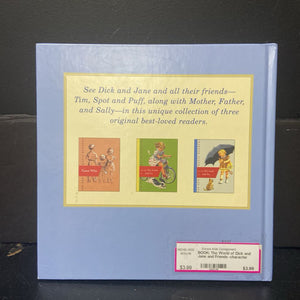 See Dick and Jane and all their friends—
Tim, Spot and Puff, along with Mother, Father,
and Sally—in this unique collection of three
original best-loved readers.
Guess Who
BOOK: The World of Dick and
Jane and Friends -character
$3.99
$3.99